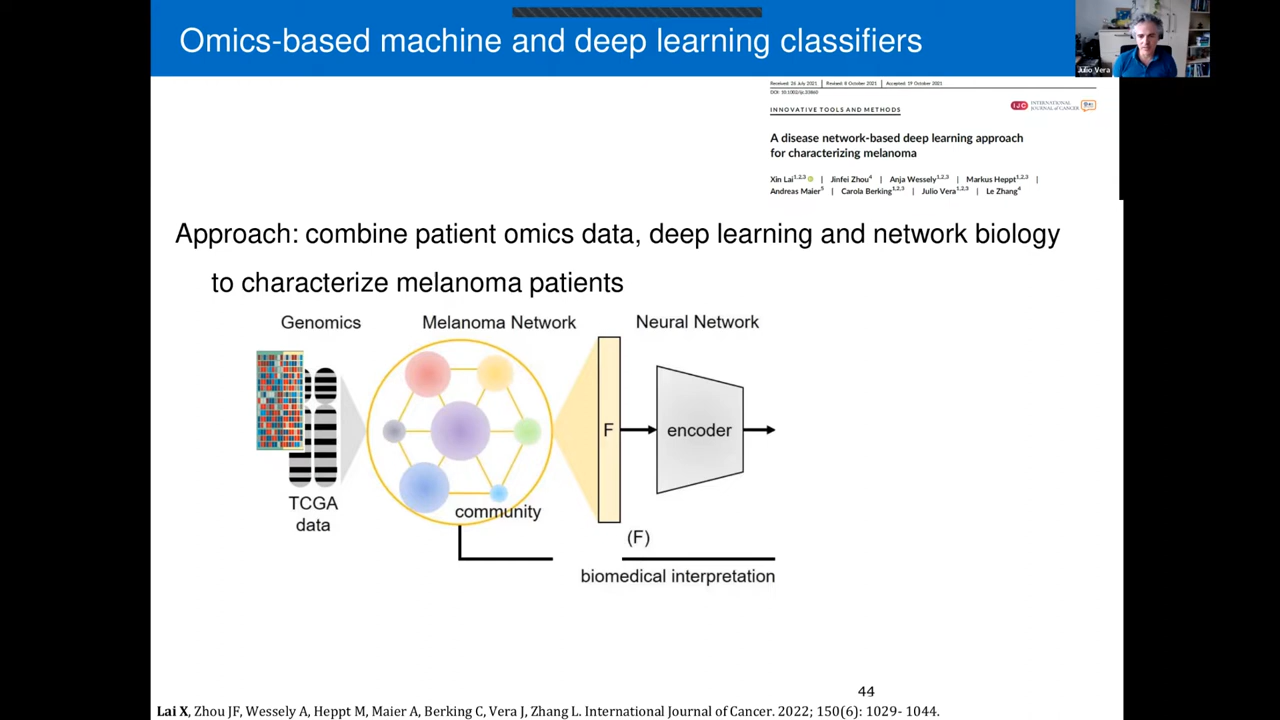 Omics-based machine and deep learning classifiers
Julio Vera
Received: 26 July 2021 | Revised: 8 October 2021 | Accepted: 19 October 2021
INNOVATIVE TOOLS AND METHODS
IJC
INTERNATIONAL
JOURNAL of CANCER
A disease network-based deep learning approach
for characterizing melanoma
Xin Lai1,2,3 | Jinfei Zhou4 | Anja Wessely1,2,3 | Markus Heppt1,2,3 |
Andreas Maier5 | Carola Berking1,2,3 | Julio Vera1,2,3 | Le Zhang4
Approach: combine patient omics data, deep learning and network biology
to characterize melanoma patients
Genomics
Melanoma Network
Neural Network
F
encoder
TCGA
data
community
(F)
biomedical interpretation
44
Lai X, Zhou JF, Wessely A, Heppt M, Maier A, Berking C, Vera J, Zhang L. International Journal of Cancer. 2022; 150(6): 1029- 1044.